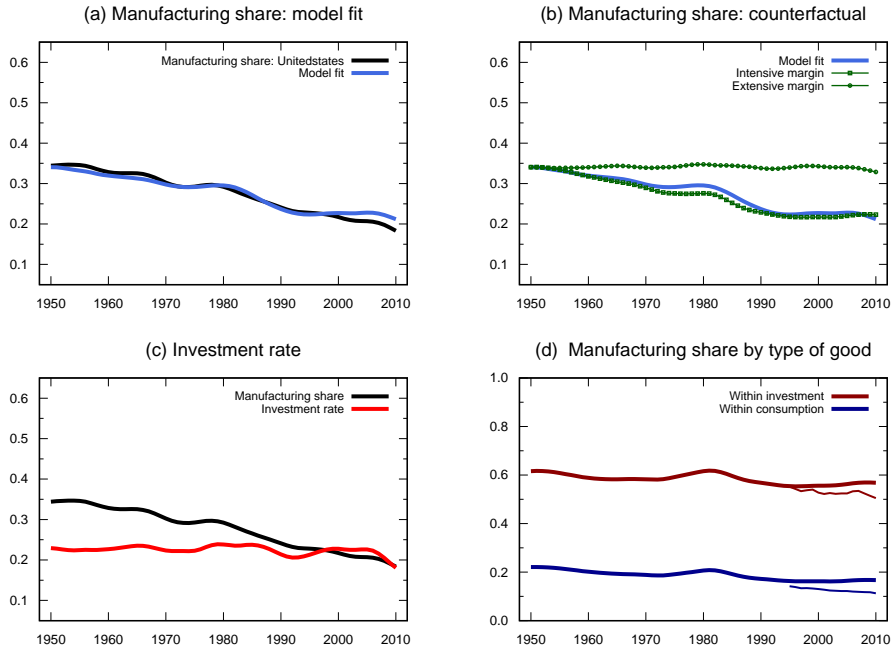 (a) Manufacturing share: model fit
0.6
0.5
0.4
0.3
0.2
0.1
Manufacturing share: Unitedstates
Model fit
1950 1960 1970 1980 1990 2000 2010
(b) Manufacturing share: counterfactual
0.6
0.5
0.4
0.3
0.2
0.1
Model fit
Intensive margin
Extensive margin
1950 1960 1970 1980 1990 2000 2010
(c) Investment rate
0.6
0.5
0.4
0.3
0.2
0.1
Manufacturing share
Investment rate
1950 1960 1970 1980 1990 2000 2010
(d) Manufacturing share by type of good
1.0
0.8
0.6
0.4
0.2
0.0
Within investment
Within consumption
1950 1960 1970 1980 1990 2000 2010